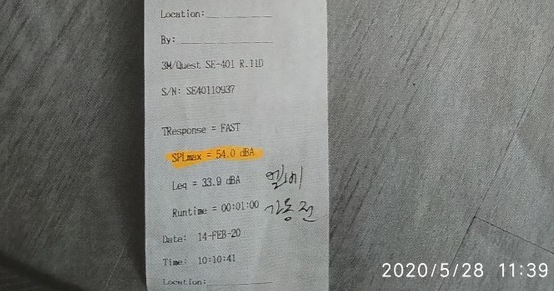 Location:
By:
3M/Quest SE-401 R.11D
S/N: SE40110937
TResponse = FAST
SPLmax = 54.0 dBA
Leq = 33.9 dBA
Runtime = 00:01:00
가동전
Date: 14-FEB-20
Time: 10:10:41
Location:
2020/5/28 11:39